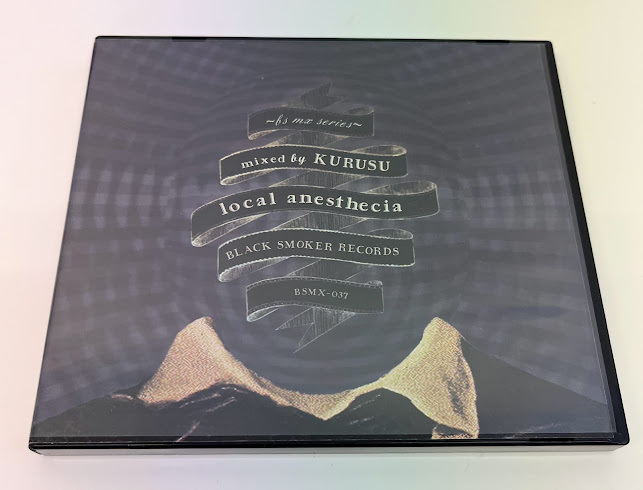 ~bs mx series~
mixed by KURUSU
local anesthecia
BLACK SMOKER RECORDS
BSMX-037